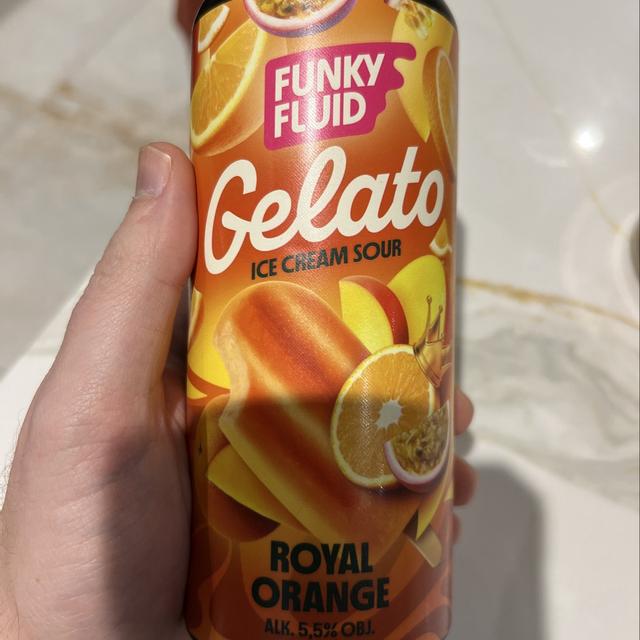 FUNKY
FLUID
Gelato
ICE CREAM SOUR
ROYAL
ORANGE
ALK. 5,5% OBJ.